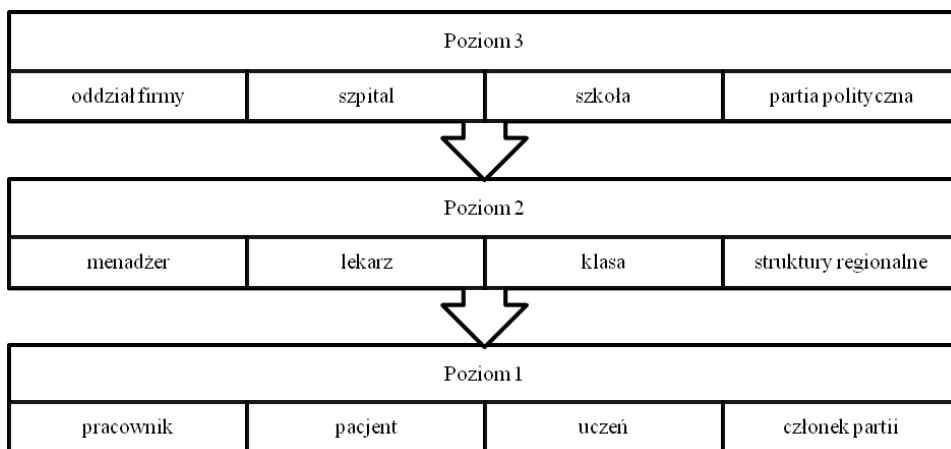 Poziom 3
oddział firmy szpital szkoła partia polityczna
Poziom 2
menadżer lekarz klasa struktury regionalne
Poziom 1
pracownik pacjent uczeń członek partii